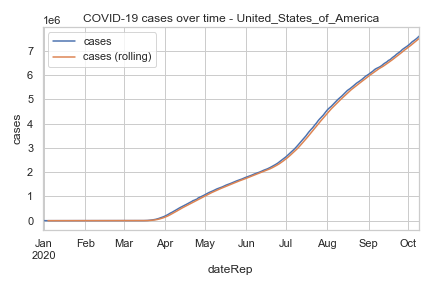 COVID-19 cases over time - United_States_of_America
1e6
cases
cases (rolling)
7
6
5
4
3
2
1
0
cases
Jan Feb Mar Apr May Jun Jul Aug Sep Oct
2020
dateRep